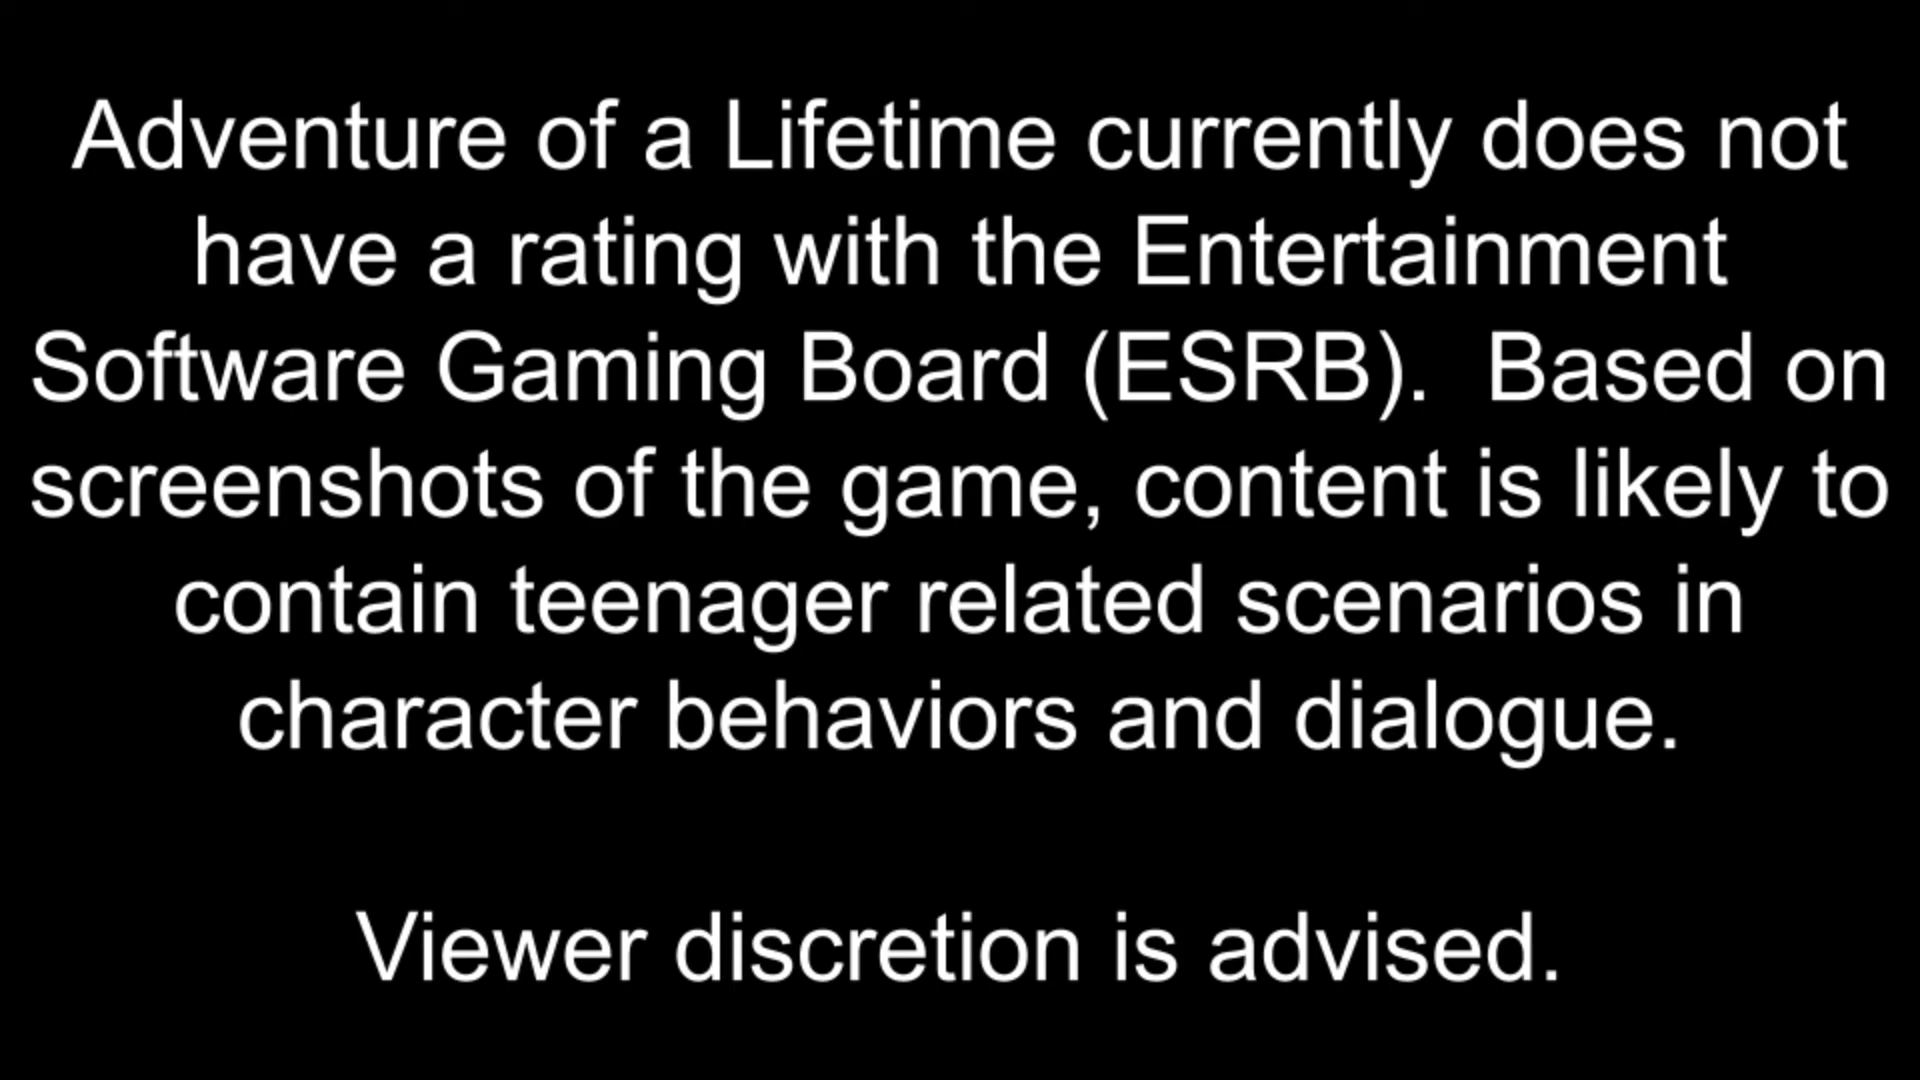 Adventure of a Lifetime currently does not
have a rating with the Entertainment
Software Gaming Board (ESRB).  Based on
screenshots of the game, content is likely to
contain teenager related scenarios in
character behaviors and dialogue.
Viewer discretion is advised.